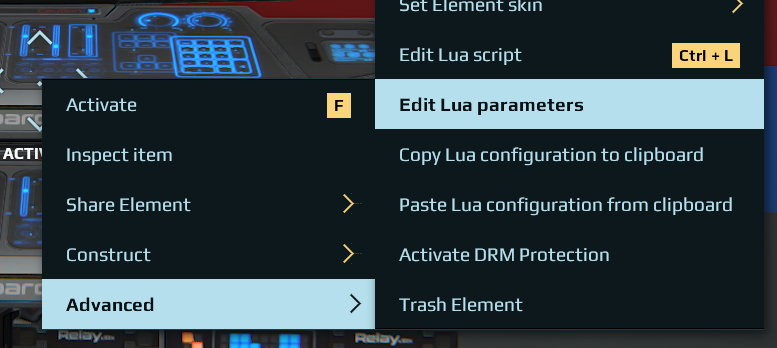 Set Element skin
Edit Lua script
Ctrl + L
Edit Lua parameters
Copy Lua configuration to clipboard
Paste Lua configuration from clipboard
Activate DRM Protection
Trash Element
Activate
F
Inspect item
Share Element
Construct
Advanced
ACTIV
Relay
Relay